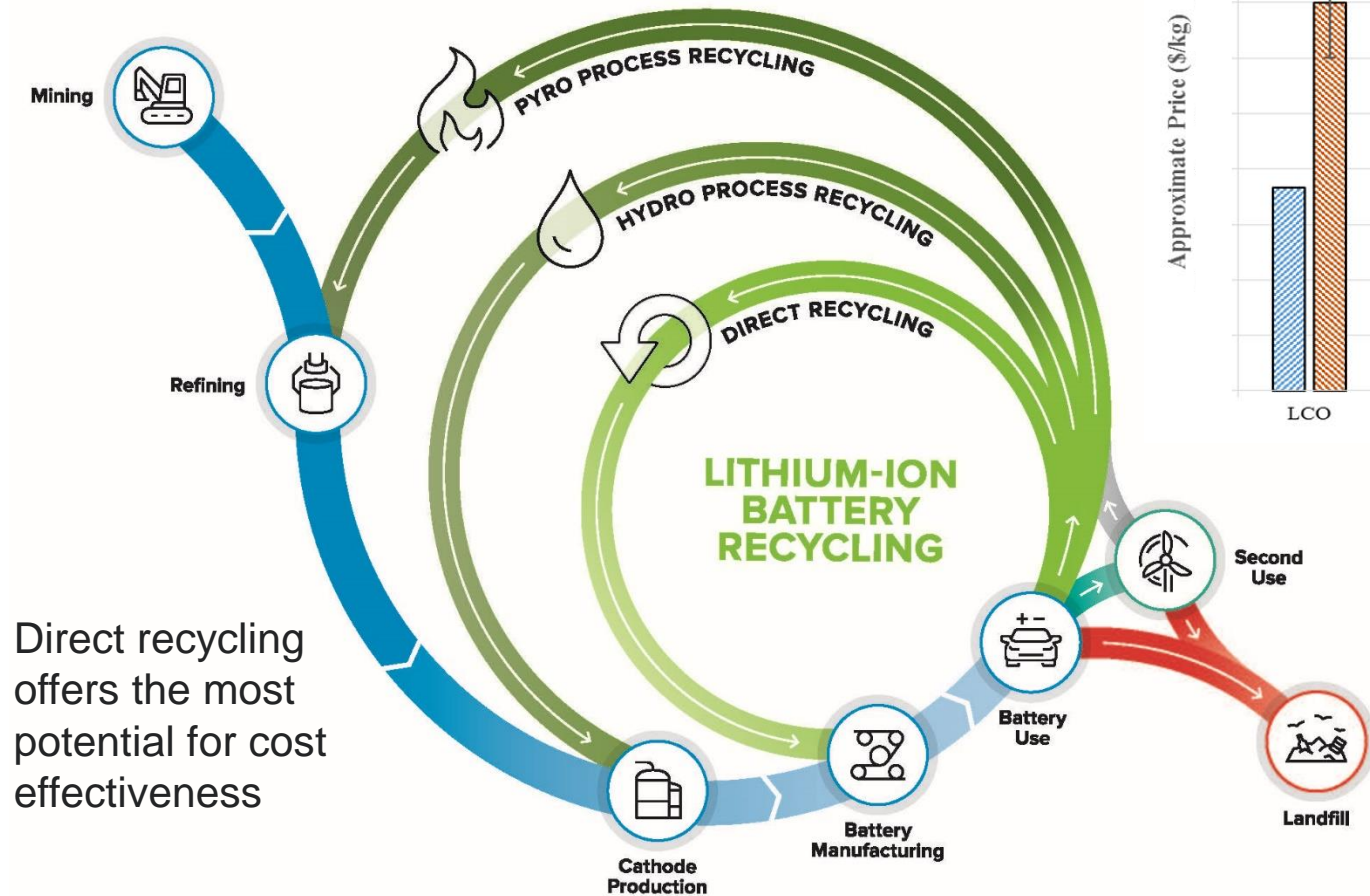 Mining
PYRO PROCESS RECYCLING
HYDRO PROCESS RECYCLING
DIRECT RECYCLING
Refining
LITHIUM-ION
BATTERY
RECYCLING
Second
Use
Battery
Use
Landfill
Battery
Manufacturing
Cathode
Production
Direct recycling
offers the most
potential for cost
effectiveness
Approximate Price ($/kg)
LCO